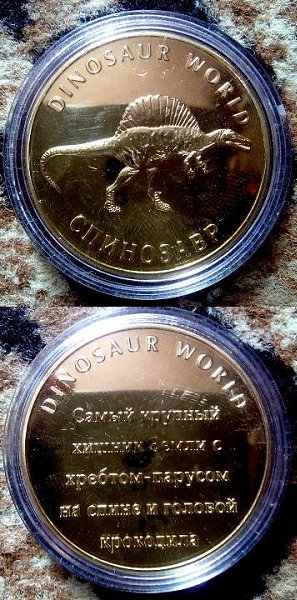 DINOSAUR WORLD
СПИНОЗАВР
DINOSAUR WORLD
Самый крупный
хищник Земли с
хребтом-парусом
на спине и головой
крокодила